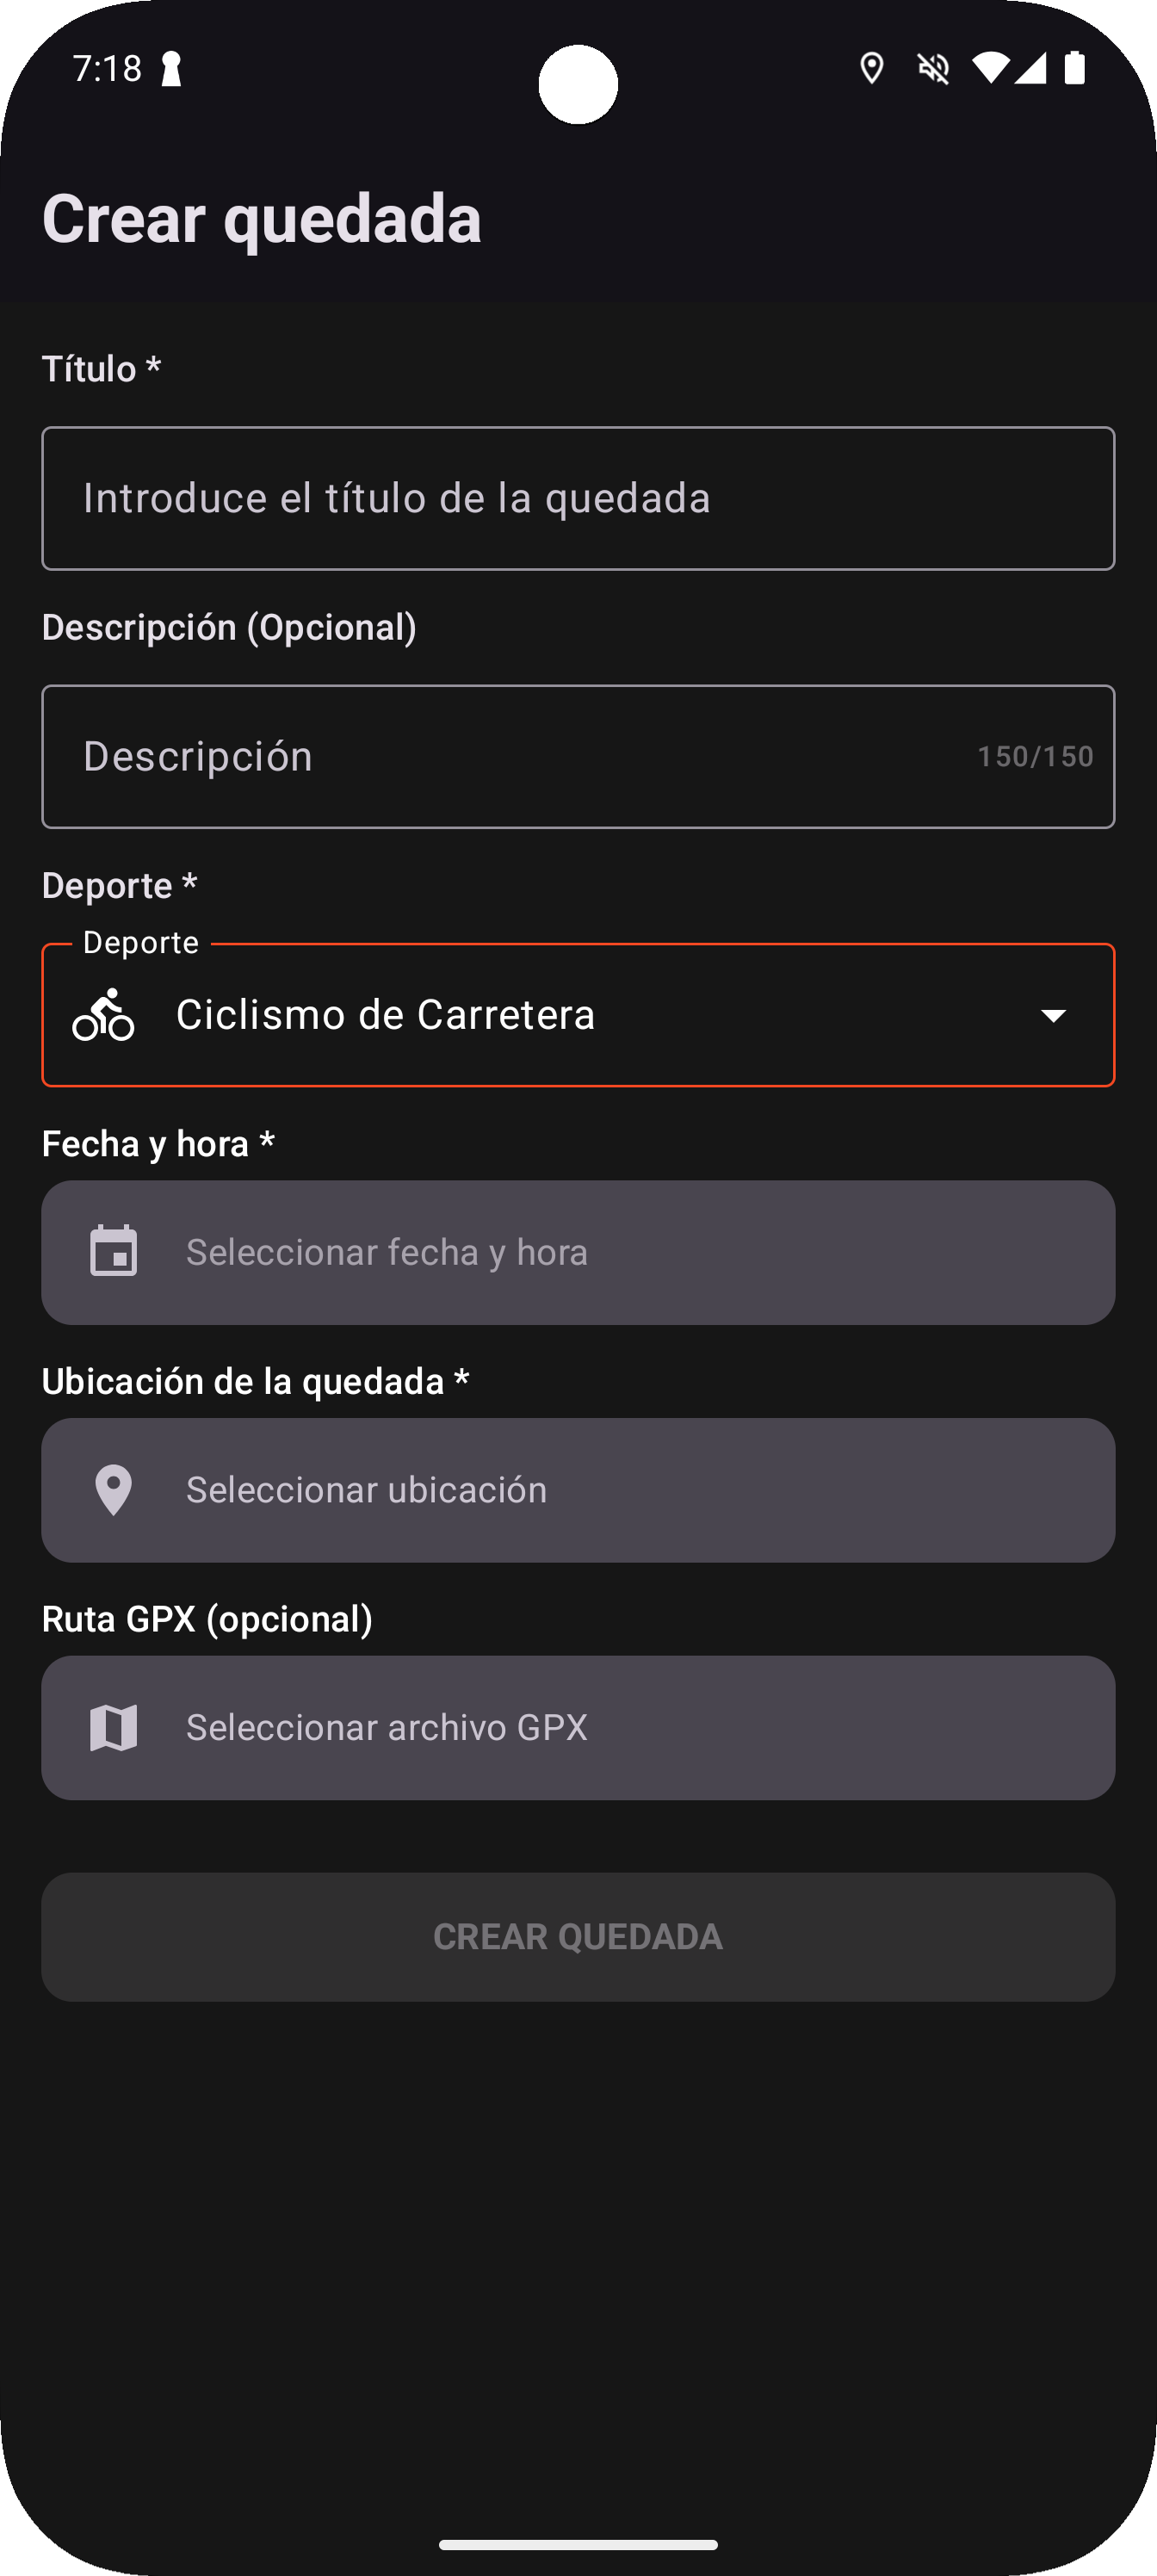 7:18
Crear quedada
Título *
Introduce el título de la quedada
Descripción (Opcional)
Descripción
150/150
Deporte *
Deporte
Ciclismo de Carretera
Fecha y hora *
Seleccionar fecha y hora
Ubicación de la quedada *
Seleccionar ubicación
Ruta GPX (opcional)
Seleccionar archivo GPX
CREAR QUEDADA